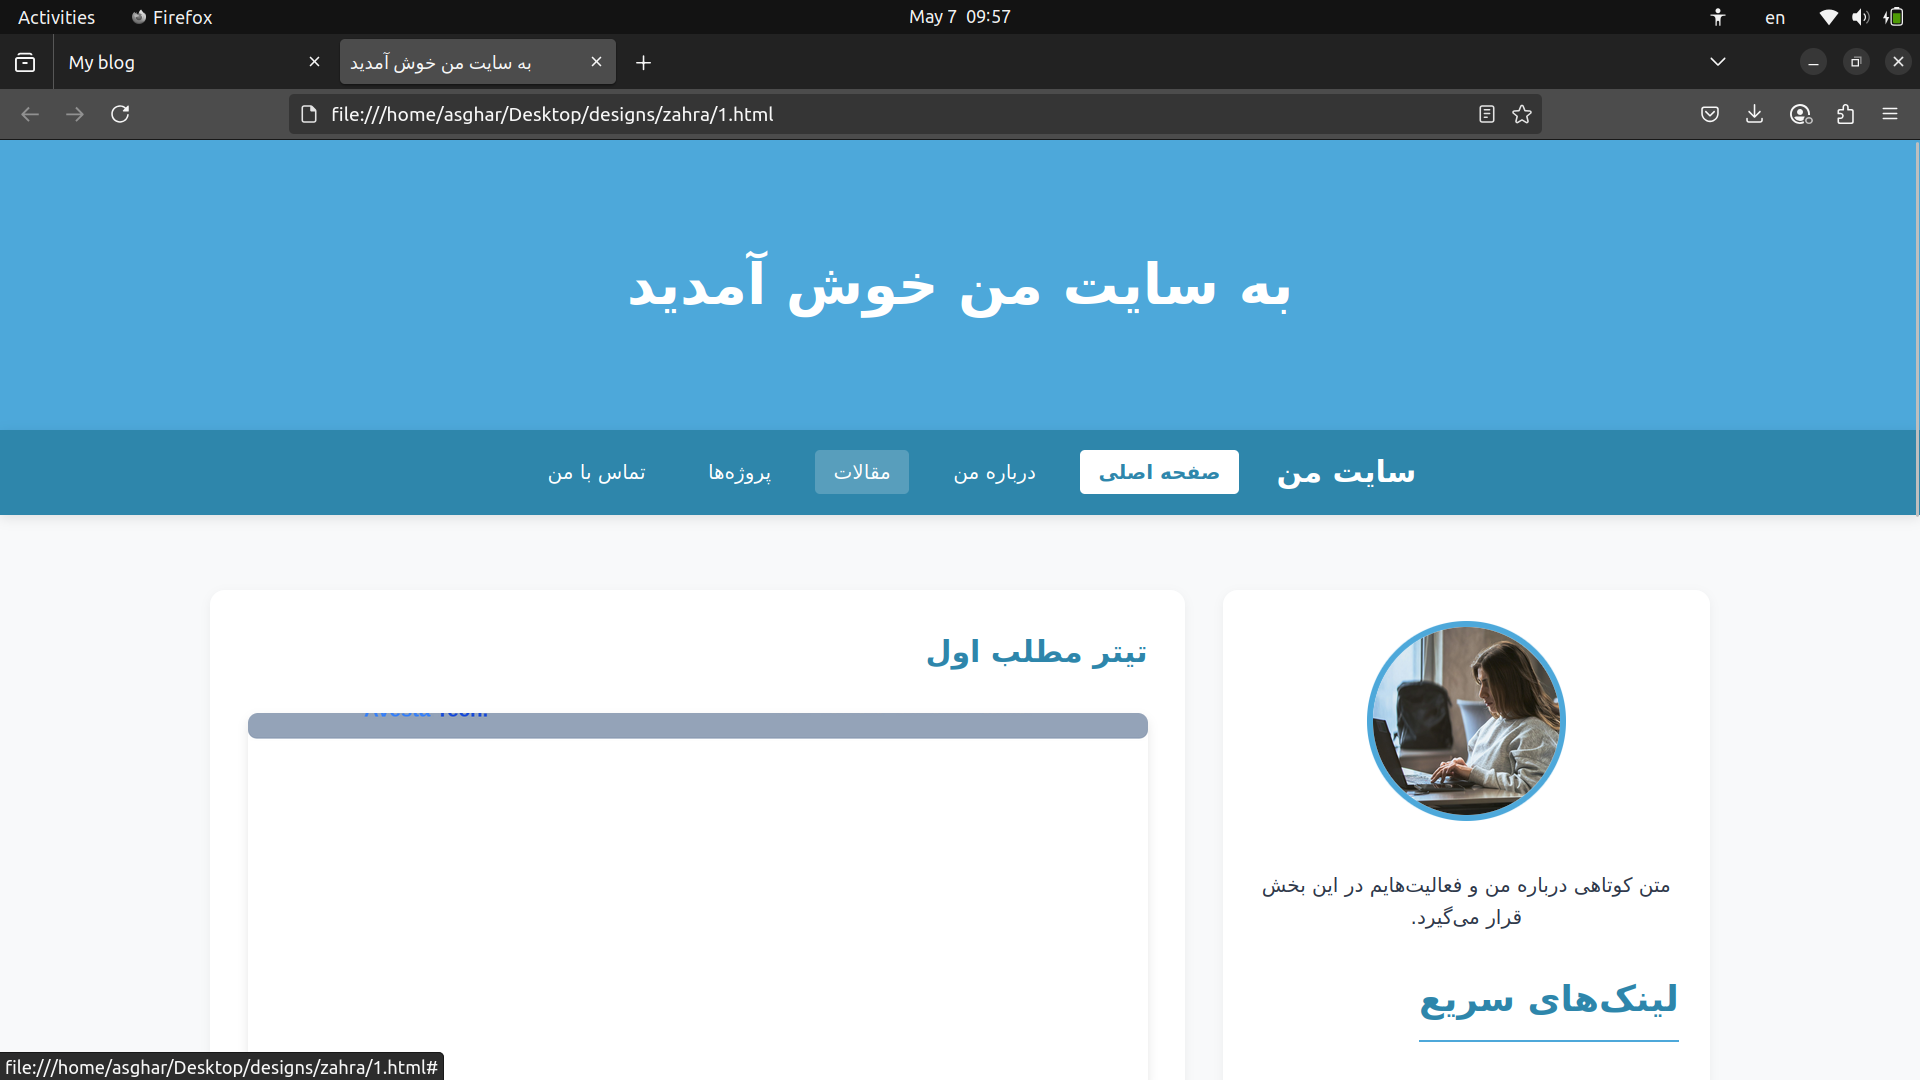 Activities
Firefox
May 7 09:57
en
My blog
به سایت من خوش آمدید
file:///home/asghar/Desktop/designs/zahra/1.html
به سایت من خوش آمدید
سایت من
صفحه اصلی
درباره من
مقالات
پروژه‌ها
تماس با من
متن کوتاهی درباره من و فعالیت‌هایم در این بخش
قرار می‌گیرد.
لینک‌های سریع
تیتر مطلب اول
file:///home/asghar/Desktop/designs/zahra/1.html#